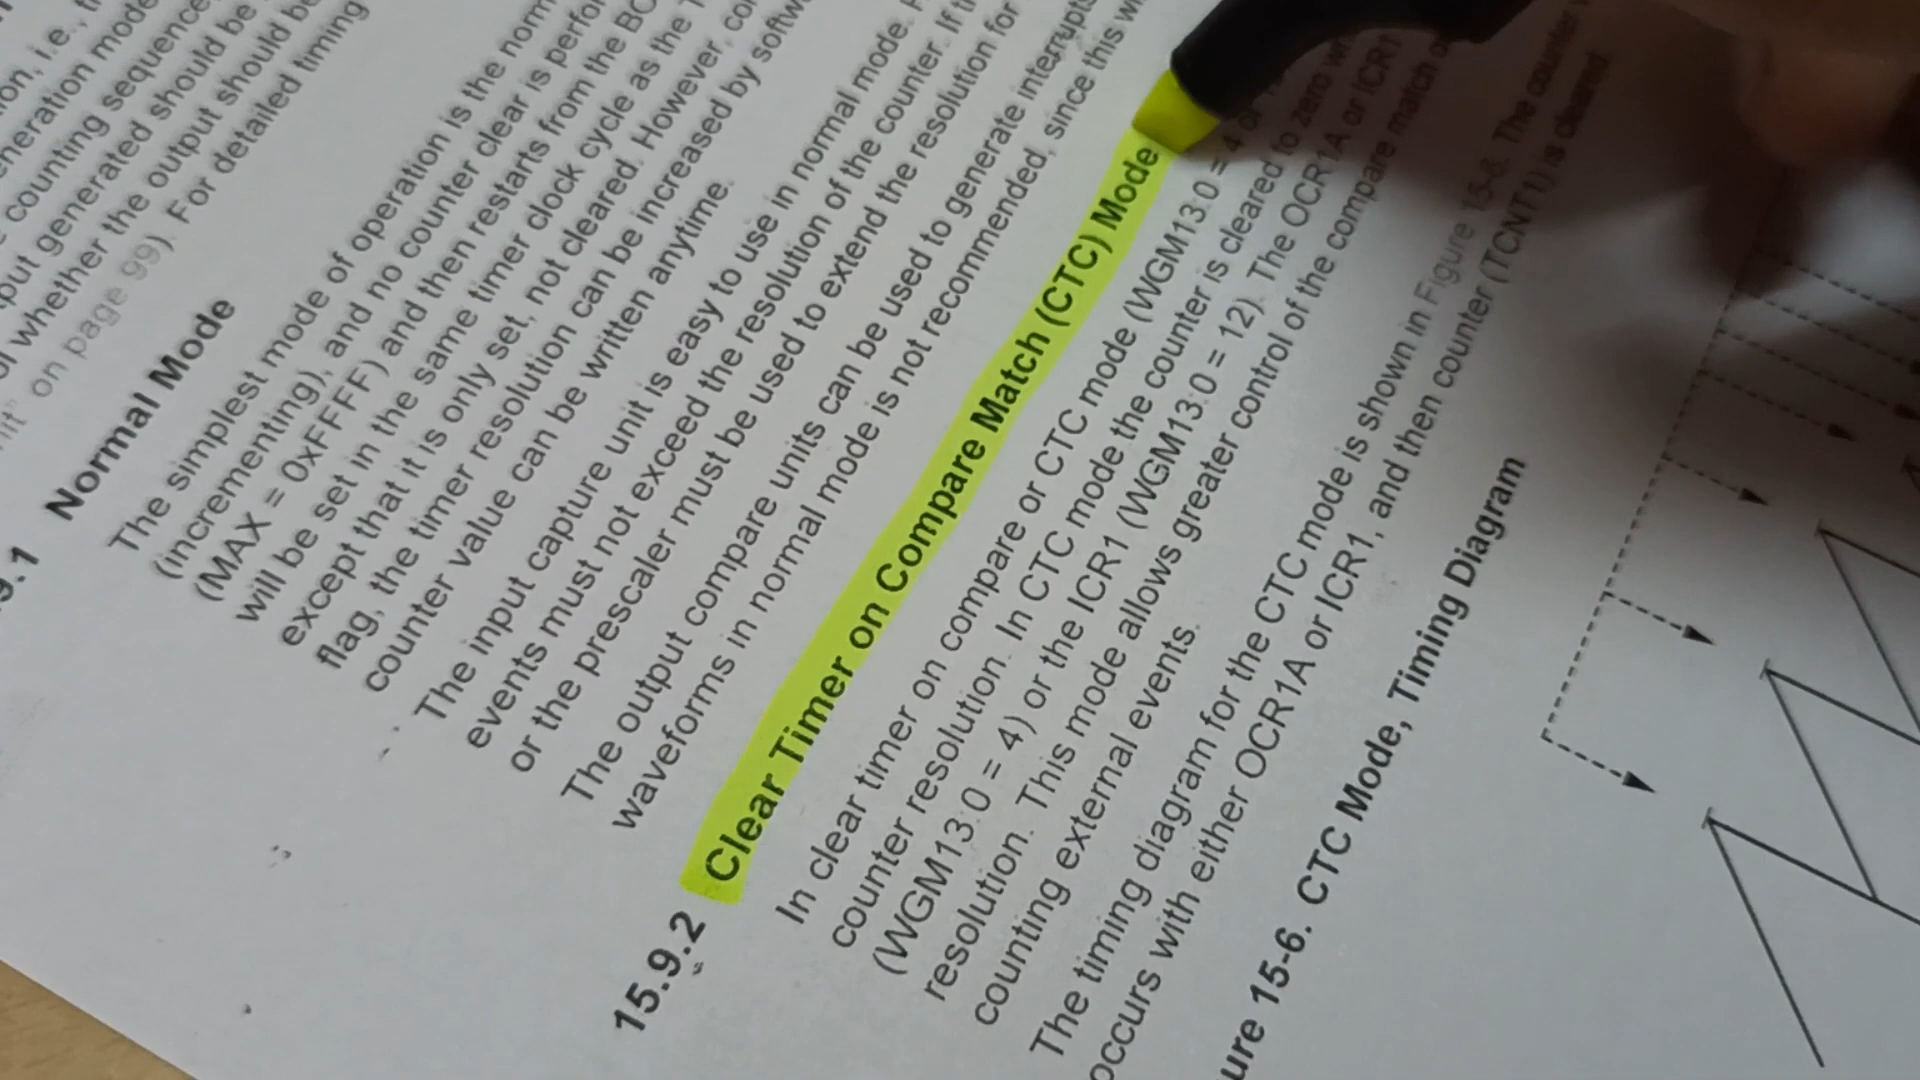 on, i.e.,
eneration mode
counting sequence
put generated should be
ol whether the output should be
nit" on page 99). For detailed timing
9.1 Normal Mode
The simplest mode of operation is the norm
(incrementing), and no counter clear is perfor
(MAX = 0xFFFF) and then restarts from the BO
will be set in the same timer clock cycle as the
except that it is only set, not cleared. However, co
flag, the timer resolution can be increased by softw
counter value can be written anytime.
The input capture unit is easy to use in normal mode.
events must not exceed the resolution of the counter. If t
or the prescaler must be used to extend the resolution for
The output compare units can be used to generate interrupts
waveforms in normal mode is not recommended, since this wi
15.9.2 Clear Timer on Compare Match (CTC) Mode
In clear timer on compare or CTC mode (WGM13:0 = 4 or
counter resolution. In CTC mode the counter is cleared to zero w
(WGM13:0 = 4) or the ICR1 (WGM13:0 = 12). The OCR1A or ICR1
resolution. This mode allows greater control of the compare match o
counting external events.
The timing diagram for the CTC mode is shown in Figure 15-6. The counter
occurs with either OCR1A or ICR1, and then counter (TCNT1) is cleared.
ure 15-6. CTC Mode, Timing Diagram